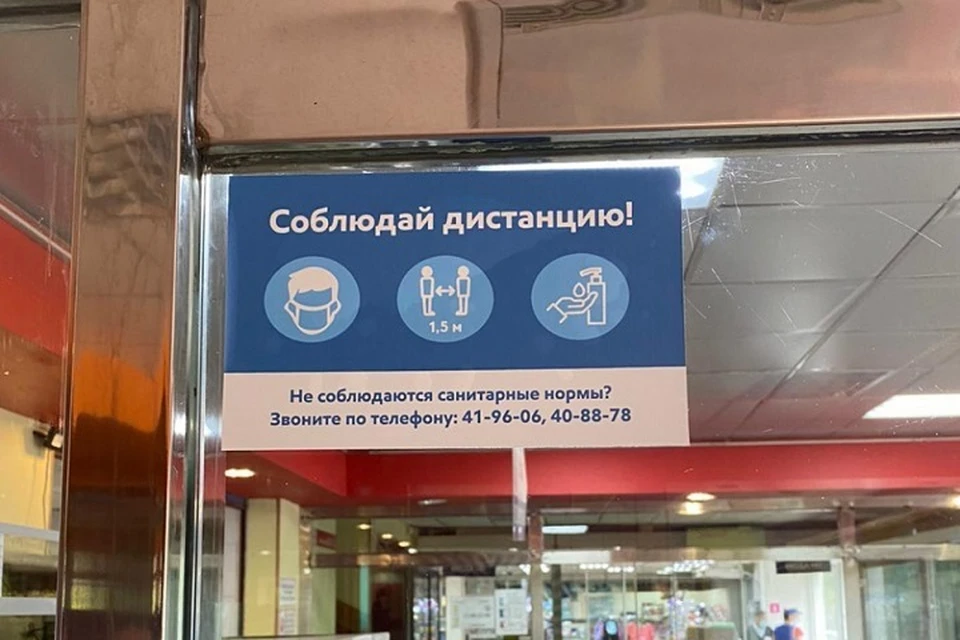 Соблюдай дистанцию!
1,5 м
Не соблюдаются санитарные нормы?
Звоните по телефону: 41-96-06, 40-88-78